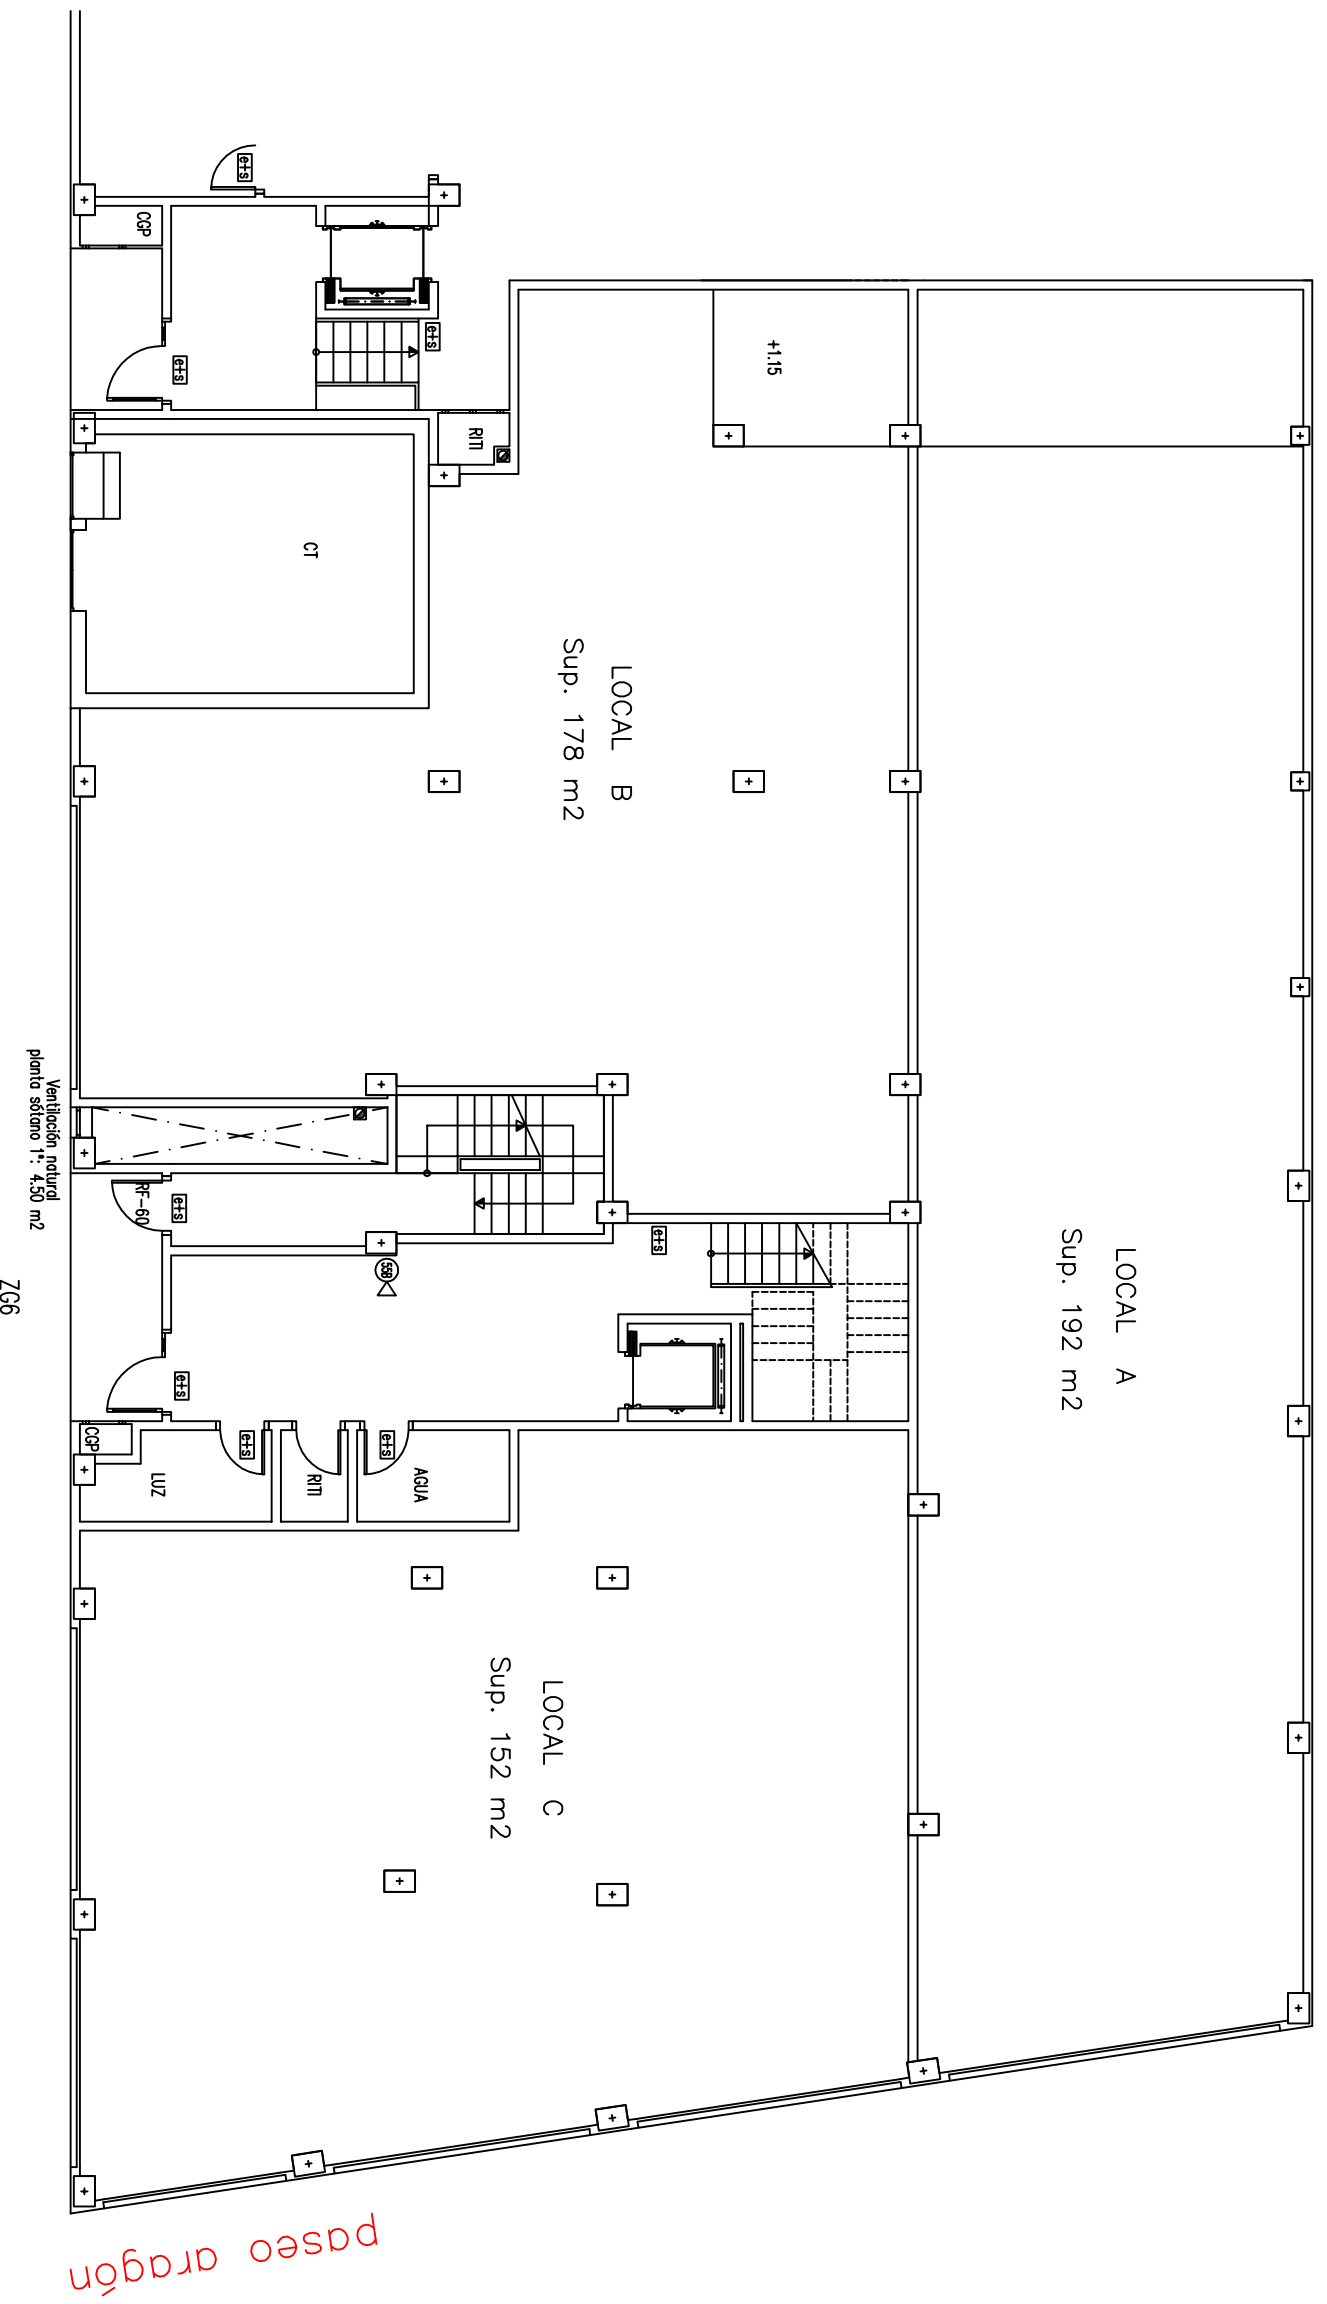 e+s
CGP
e+s
e+s
RITI
+1.15
CT
LOCAL B
Sup. 178 m2
Ventilación natural
planta sótano 1ª: 4.50 m2
ZG6
RF-60
e+s
e+s
55B
LOCAL A
Sup. 192 m2
e+s
CGP
LUZ
e+s
RITI
e+s
AGUA
LOCAL C
Sup. 152 m2
paseo aragón